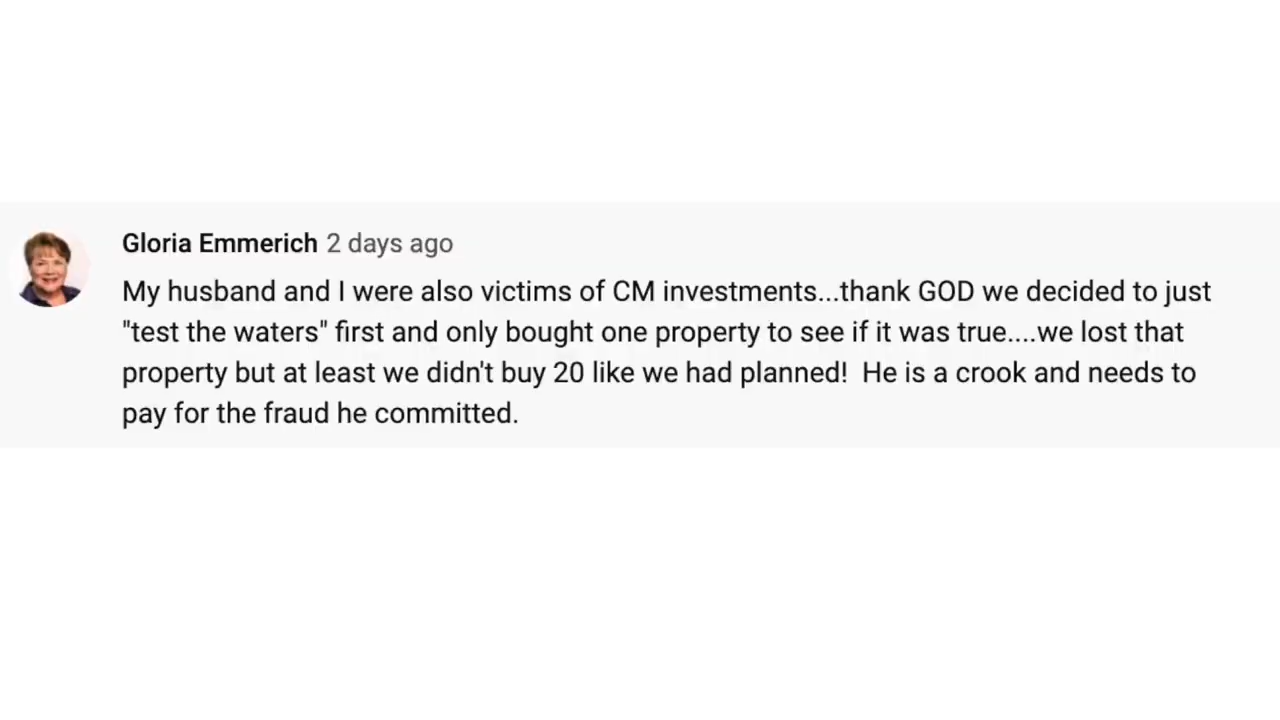 Gloria Emmerich 2 days ago
My husband and I were also victims of CM investments...thank GOD we decided to just
"test the waters" first and only bought one property to see if it was true....we lost that
property but at least we didn't buy 20 like we had planned!  He is a crook and needs to
pay for the fraud he committed.